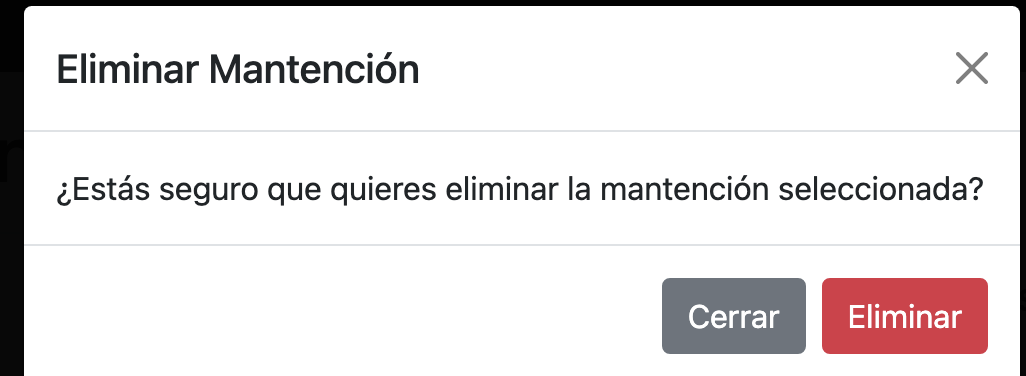 Eliminar Mantención
¿Estás seguro que quieres eliminar la mantención seleccionada?
Cerrar
Eliminar